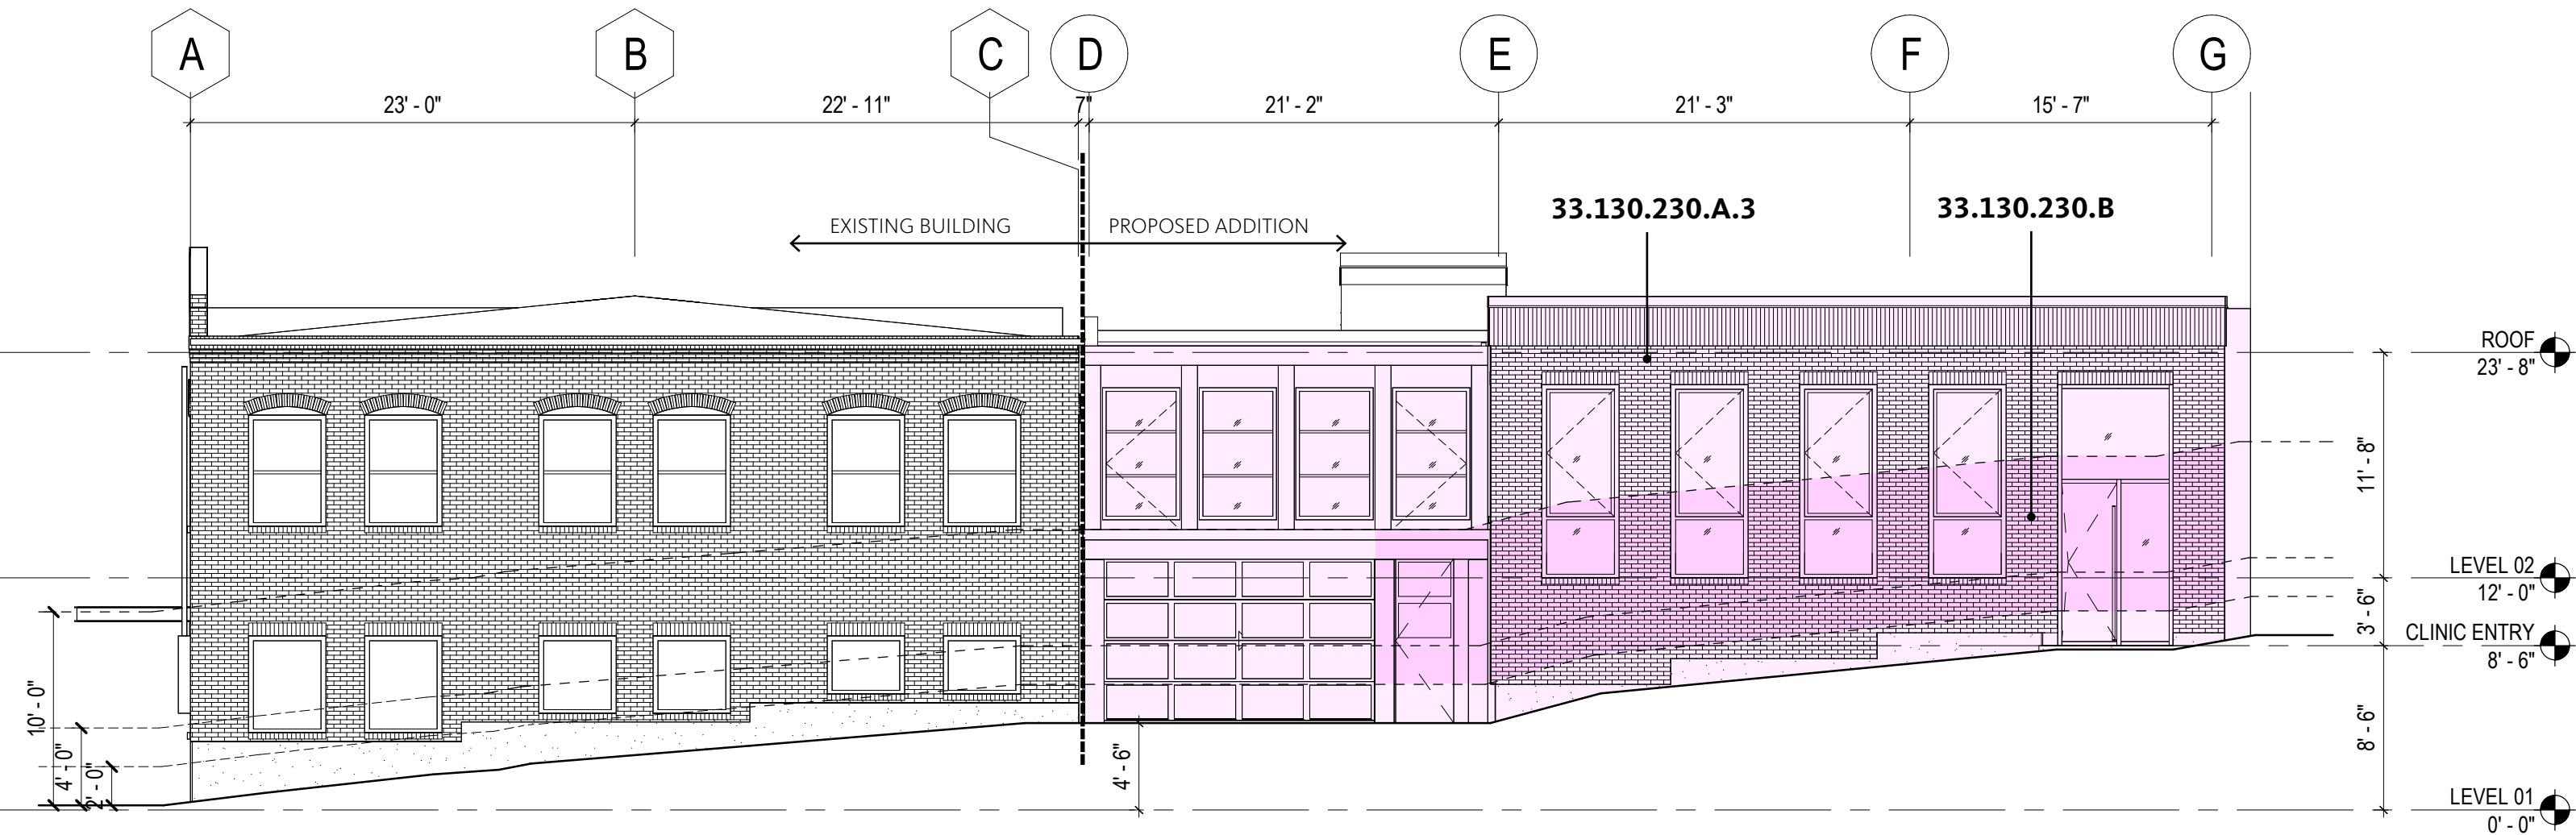 A
B
C
D
E
F
G
23' - 0"
22' - 11"
7"
21' - 2"
21' - 3"
15' - 7"
33.130.230.A.3
33.130.230.B
EXISTING BUILDING
PROPOSED ADDITION
ROOF
23' - 8"
11' - 8"
LEVEL 02
12' - 0"
3' - 6"
CLINIC ENTRY
8' - 6"
10' - 0"
4' - 0"
2' - 0"
4' - 6"
8' - 6"
LEVEL 01
0' - 0"